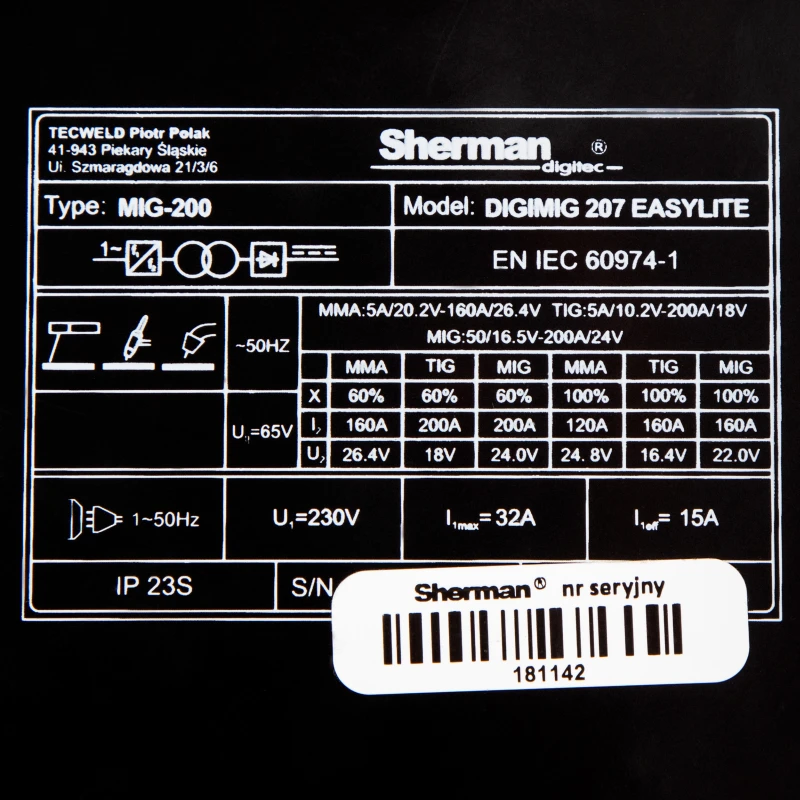 TECWELD Piotr Polak
41-943 Piekary Śląskie
Ul. Szmaragdowa 21/3/6
Sherman ®
digitec
Type: MIG-200
Model: DIGIMIG 207 EASYLITE
1~
EN IEC 60974-1
~50HZ
MMA:5A/20.2V-160A/26.4V TIG:5A/10.2V-200A/18V
MIG:50/16.5V-200A/24V
MMA TIG MIG MMA TIG MIG
X 60% 60% 60% 100% 100% 100%
U₀=65V
I₂ 160A 200A 200A 120A 160A 160A
U₂ 26.4V 18V 24.0V 24.8V 16.4V 22.0V
1~50Hz
U₁=230V
I₁max=32A
I₁eff=15A
IP 23S
S/N
Sherman® nr seryjny
181142